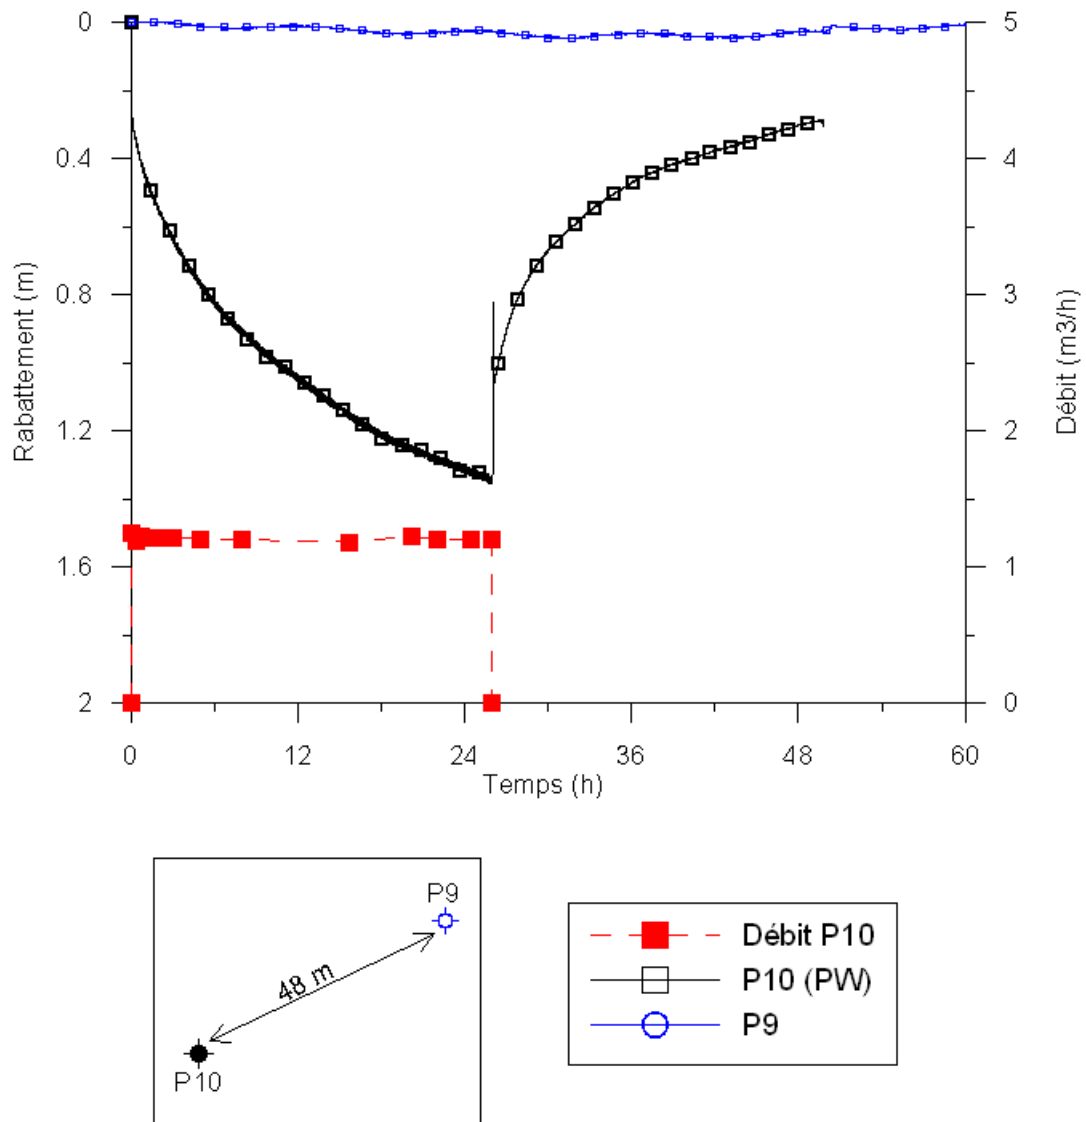 0
0.4
0.8
1.2
1.6
2
Rabattement (m)
5
4
3
2
1
0
Débit (m3/h)
0 12 24 36 48 60
Temps (h)
P9
48 m
P10
Débit P10
P10 (PW)
P9